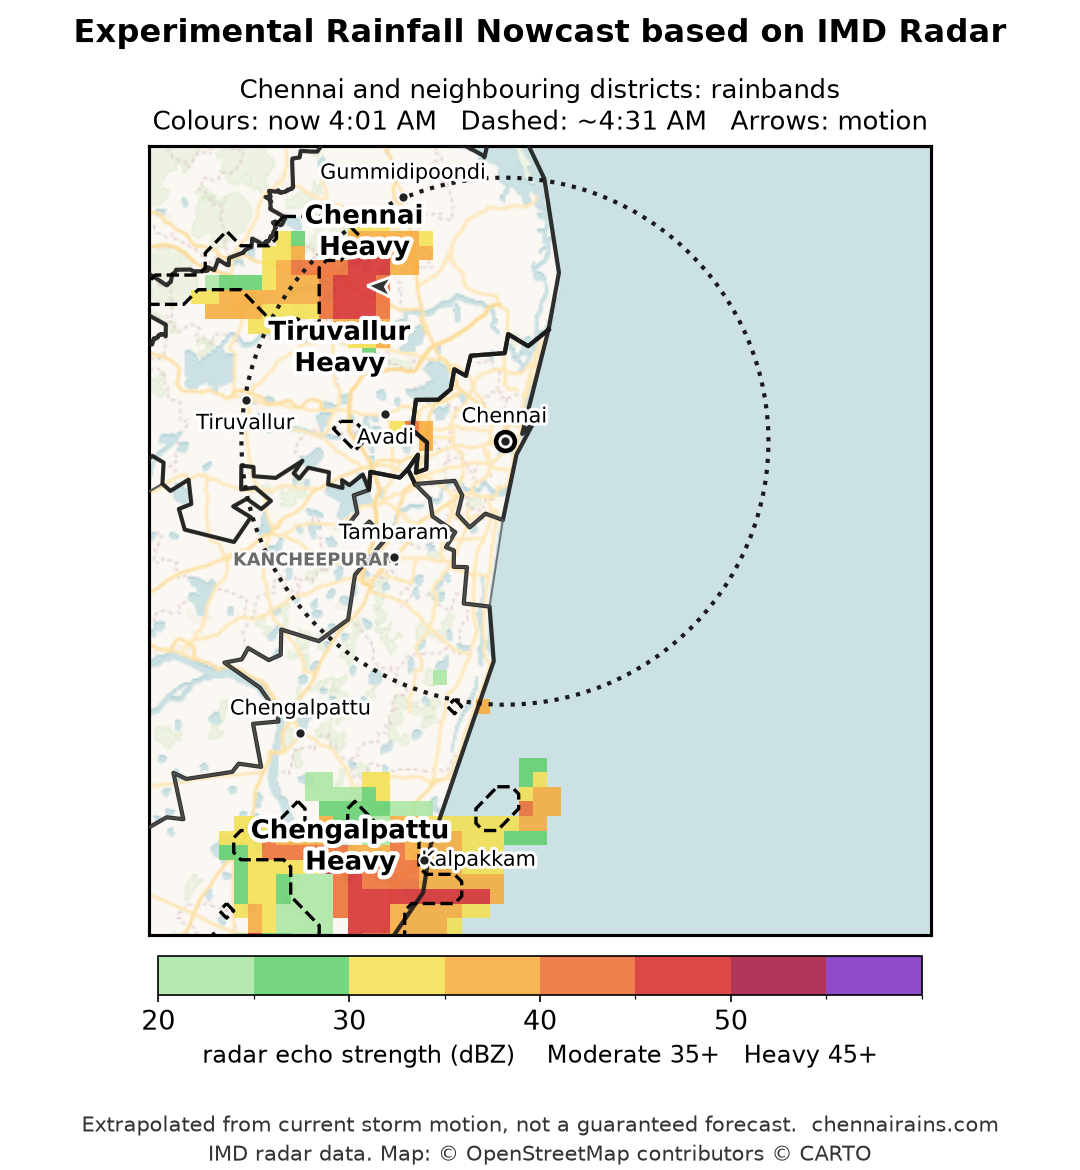 Experimental Rainfall Nowcast based on IMD Radar
Chennai and neighbouring districts: rainbands
Colours: now 4:01 AM   Dashed: ~4:31 AM   Arrows: motion
Gummidipoondi
Chennai
Heavy
Tiruvallur
Heavy
Tiruvallur
Avadi
Chennai
Tambaram
KANCHEEPURAM
Chengalpattu
Chengalpattu
Heavy
Kalpakkam
20 30 40 50
radar echo strength (dBZ)    Moderate 35+   Heavy 45+
Extrapolated from current storm motion, not a guaranteed forecast.  chennairains.com
IMD radar data. Map: © OpenStreetMap contributors © CARTO